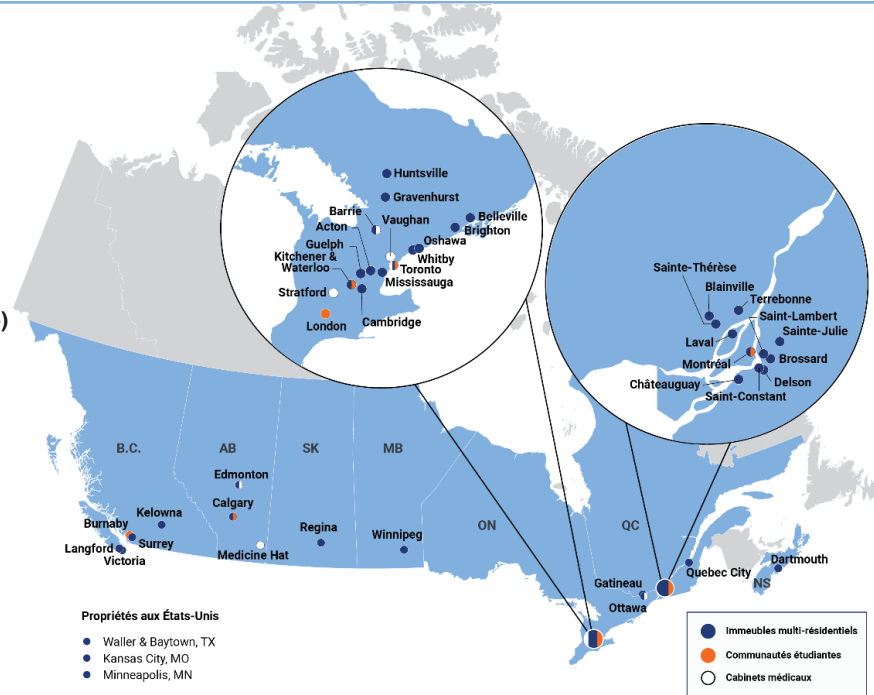 Huntsville
Gravenhurst
Barrie
Vaughan
Belleville
Brighton
Acton
Oshawa
Guelph
Whitby
Kitchener &
Waterloo
Toronto
Mississauga
Stratford
London
Cambridge
Sainte-Thérèse
Blainville
Terrebonne
Saint-Lambert
Sainte-Julie
Laval
Montréal
Brossard
Châteauguay
Delson
Saint-Constant
)
B.C.
AB
SK
MB
ON
QC
NS
Edmonton
Calgary
Kelowna
Burnaby
Surrey
Langford
Victoria
Medicine Hat
Regina
Winnipeg
Gatineau
Ottawa
Quebec City
Dartmouth
Propriétés aux États-Unis
Waller & Baytown, TX
Kansas City, MO
Minneapolis, MN
Immeubles multi-résidentiels
Communautés étudiantes
Cabinets médicaux